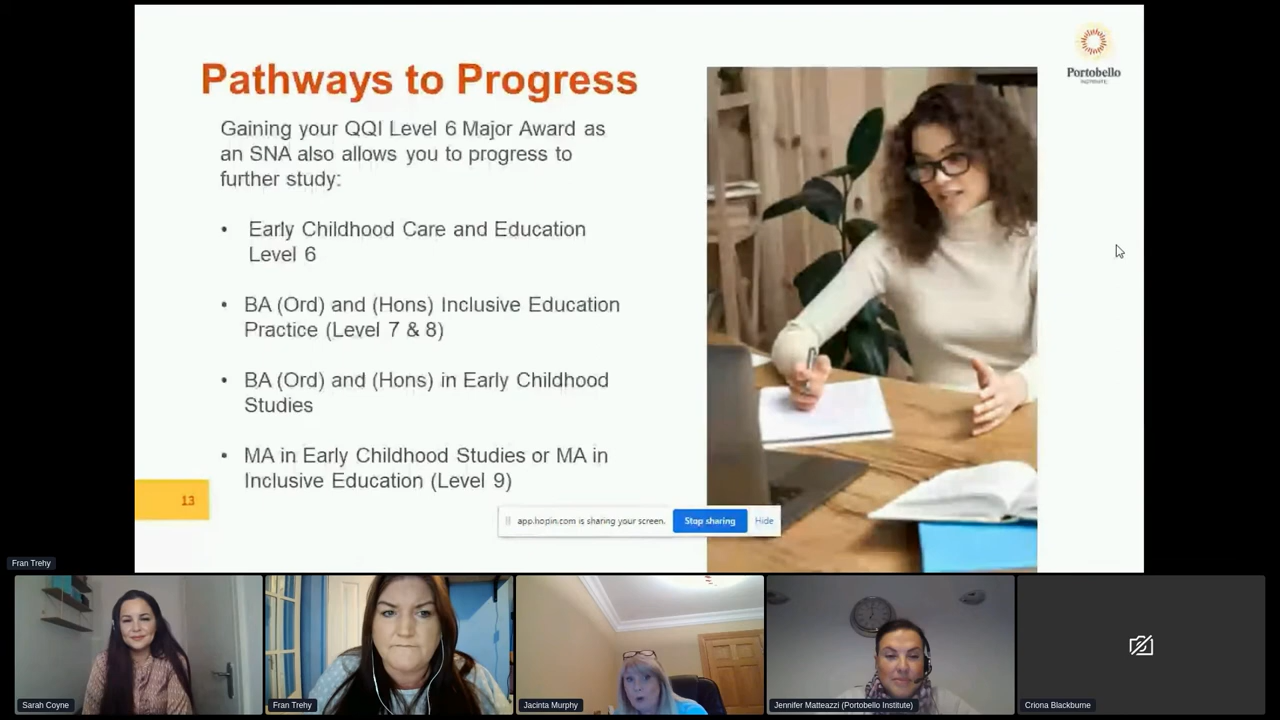 Pathways to Progress
Portobello
INSTITUTE
Gaining your QQI Level 6 Major Award as
an SNA also allows you to progress to
further study:
• Early Childhood Care and Education
Level 6
• BA (Ord) and (Hons) Inclusive Education
Practice (Level 7 & 8)
• BA (Ord) and (Hons) in Early Childhood
Studies
• MA in Early Childhood Studies or MA in
Inclusive Education (Level 9)
13
app.hopin.com is sharing your screen.
Stop sharing
Hide
Fran Trehy
Sarah Coyne
Fran Trehy
Jacinta Murphy
Jennifer Matteazzi (Portobello Institute)
Criona Blackburne